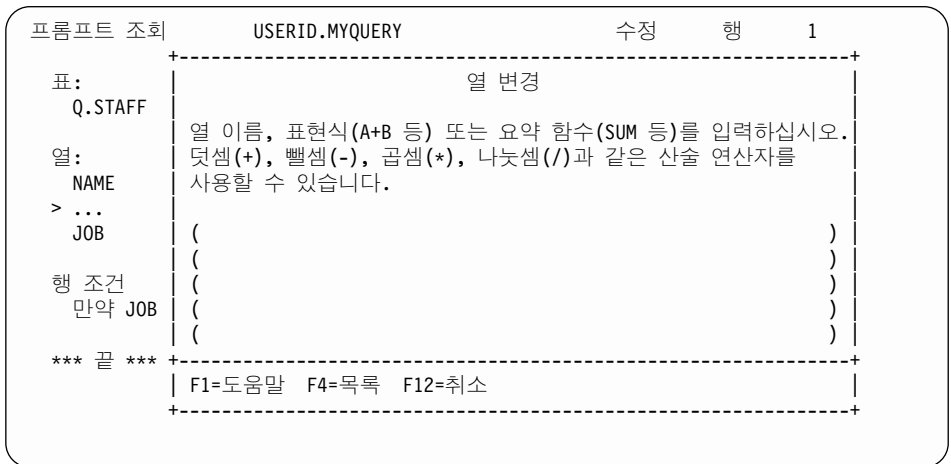 프롬프트 조회 USERID.MYQUERY 수정 행 1
+----------------------------------------------------------------+
표: | 열 변경 |
Q.STAFF | |
| 열 이름, 표현식(A+B 등) 또는 요약 함수(SUM 등)를 입력하십시오. |
열: | 덧셈(+), 뺄셈(-), 곱셈(*), 나눗셈(/)과 같은 산술 연산자를 |
NAME | 사용할 수 있습니다. |
> ... | |
JOB | ( ) |
| ( ) |
행 조건 | ( ) |
만약 JOB | ( ) |
| ( ) |
*** 끝 *** +----------------------------------------------------------------+
| F1=도움말 F4=목록 F12=취소 |
+----------------------------------------------------------------+